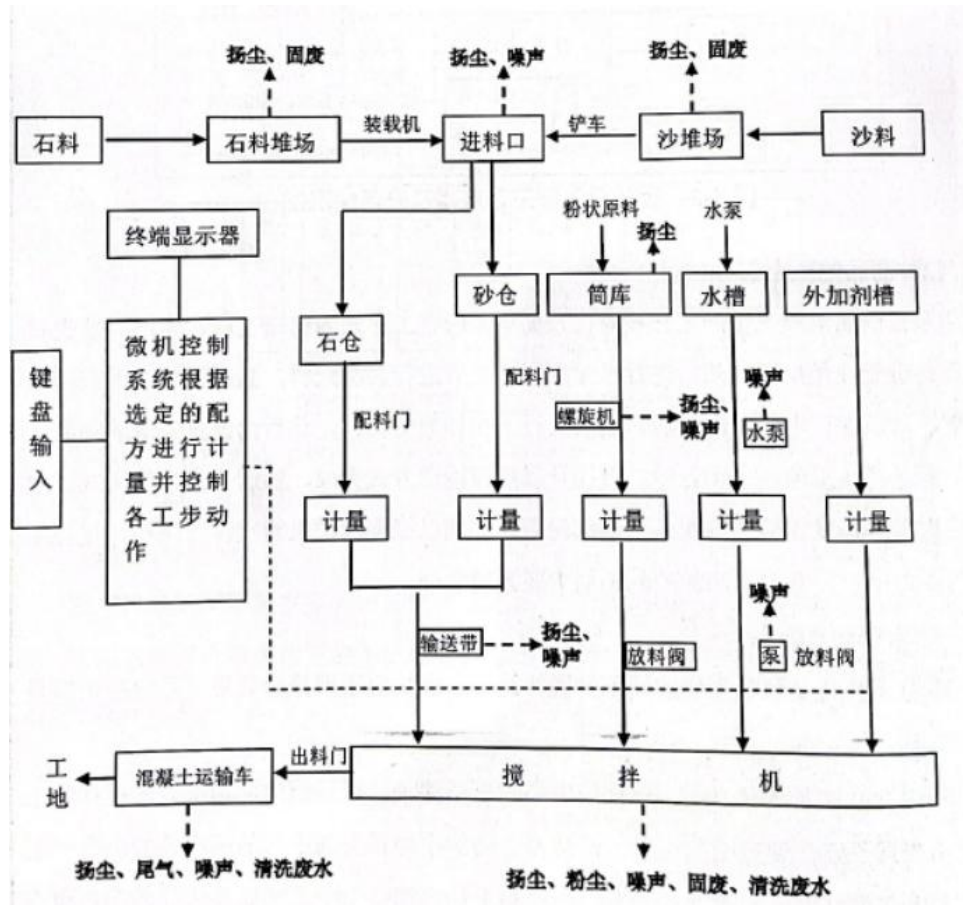 扬尘、固废
扬尘、噪声
扬尘、固废
石料
石料堆场
装载机
进料口
铲车
沙堆场
沙料
终端显示器
粉状原料
扬尘
水泵
砂仓
筒库
水槽
外加剂槽
石仓
键盘输入
微机控制
系统根据
选定的配
方进行计
量并控制
各工步动
作
配料门
配料门
螺旋机
扬尘、
噪声
噪声
水泵
计量
计量
计量
计量
计量
输送带
扬尘、
噪声
放料阀
噪声
泵
放料阀
工地
混凝土运输车
出料门
搅拌机
扬尘、尾气、噪声、清洗废水
扬尘、粉尘、噪声、固废、清洗废水